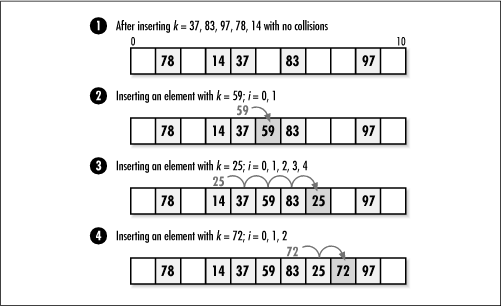 1 After inserting k = 37, 83, 97, 78, 14 with no collisions
0 10
78 14 37 83 97
2 Inserting an element with k = 59; i = 0, 1
59
78 14 37 59 83 97
3 Inserting an element with k = 25; i = 0, 1, 2, 3, 4
25
78 14 37 59 83 25 97
4 Inserting an element with k = 72; i = 0, 1, 2
72
78 14 37 59 83 25 72 97